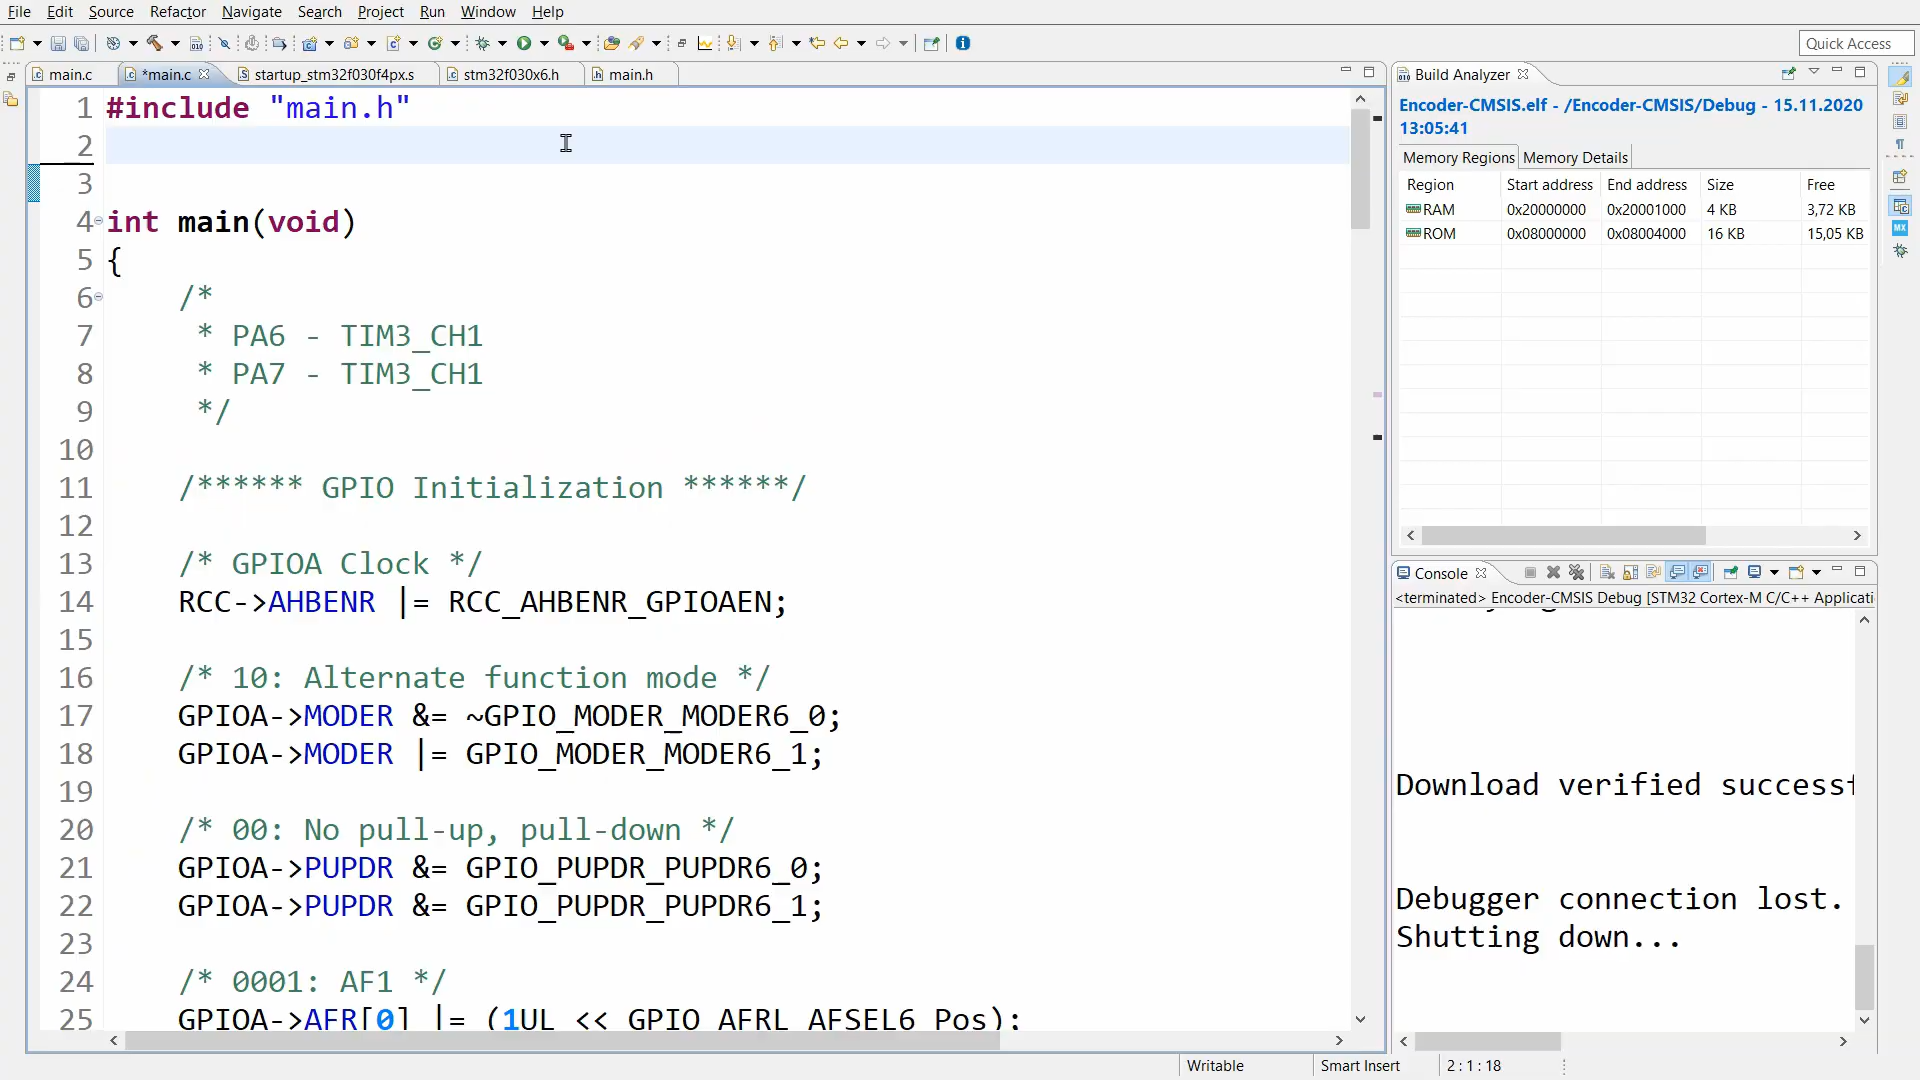 File Edit Source Refactor Navigate Search Project Run Window Help
Quick Access
main.c *main.c startup_stm32f030f4px.s stm32f030x6.h main.h
1 #include "main.h"
2
3
4 int main(void)
5 {
6 /*
7 * PA6 - TIM3_CH1
8 * PA7 - TIM3_CH1
9 */
10
11 /****** GPIO Initialization ******/
12
13 /* GPIOA Clock */
14 RCC->AHBENR |= RCC_AHBENR_GPIOAEN;
15
16 /* 10: Alternate function mode */
17 GPIOA->MODER &= ~GPIO_MODER_MODER6_0;
18 GPIOA->MODER |= GPIO_MODER_MODER6_1;
19
20 /* 00: No pull-up, pull-down */
21 GPIOA->PUPDR &= GPIO_PUPDR_PUPDR6_0;
22 GPIOA->PUPDR &= GPIO_PUPDR_PUPDR6_1;
23
24 /* 0001: AF1 */
25 GPIOA->AFR[0] |= (1UL << GPIO_AFRL_AFSEL6_Pos);
Build Analyzer
Encoder-CMSIS.elf - /Encoder-CMSIS/Debug - 15.11.2020
13:05:41
Memory Regions Memory Details
Region Start address End address Size Free
RAM 0x20000000 0x20001000 4 KB 3,72 KB
ROM 0x08000000 0x08004000 16 KB 15,05 KB
Console
<terminated> Encoder-CMSIS Debug [STM32 Cortex-M C/C++ Applicati
Download verified successf
Debugger connection lost.
Shutting down...
Writable Smart Insert 2 : 1 : 18